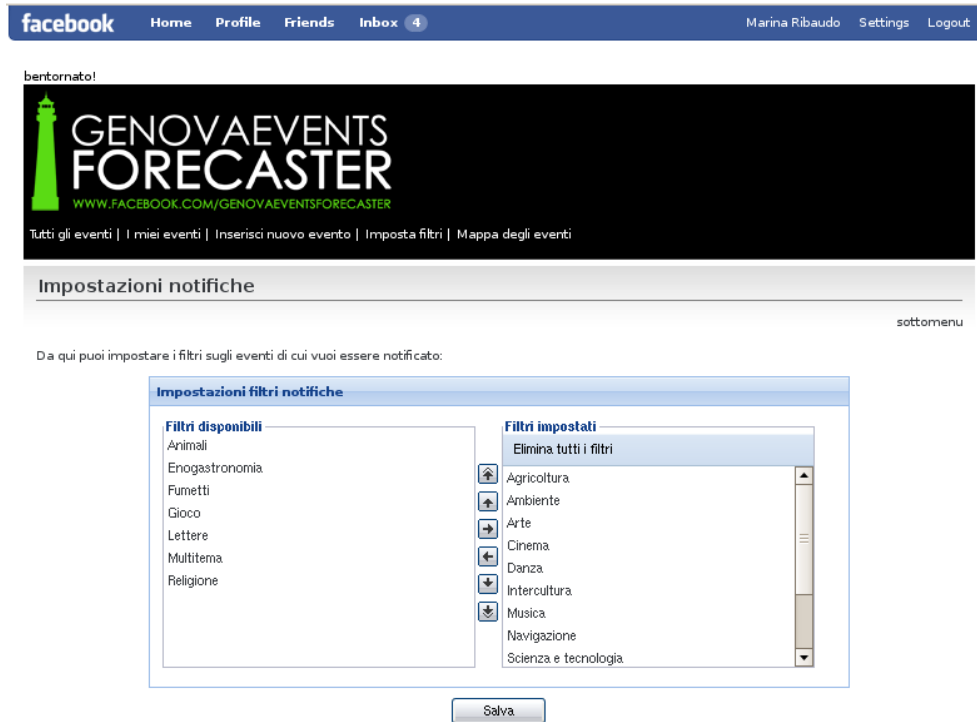 facebook Home Profile Friends Inbox 4 Marina Ribaudo Settings Logout
bentornato!
GENOVAEVENTS
FORECASTER
WWW.FACEBOOK.COM/GENOVAEVENTSFORECASTER
Tutti gli eventi | I miei eventi | Inserisci nuovo evento | Imposta filtri | Mappa degli eventi
Impostazioni notifiche
sottomenu
Da qui puoi impostare i filtri sugli eventi di cui vuoi essere notificato:
Impostazioni filtri notifiche
Filtri disponibili
Animali
Enogastronomia
Fumetti
Gioco
Lettere
Multitema
Religione
Filtri impostati
Elimina tutti i filtri
Agricoltura
Ambiente
Arte
Cinema
Danza
Intercultura
Musica
Navigazione
Scienza e tecnologia
Salva